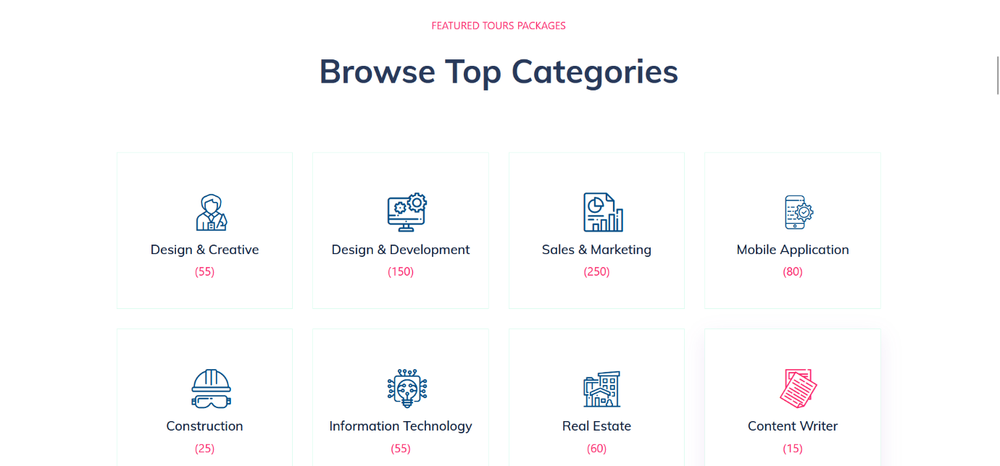 FEATURED TOURS PACKAGES
Browse Top Categories
Design & Creative
(55)
Design & Development
(150)
Sales & Marketing
(250)
Mobile Application
(80)
Construction
(25)
Information Technology
(55)
Real Estate
(60)
Content Writer
(15)